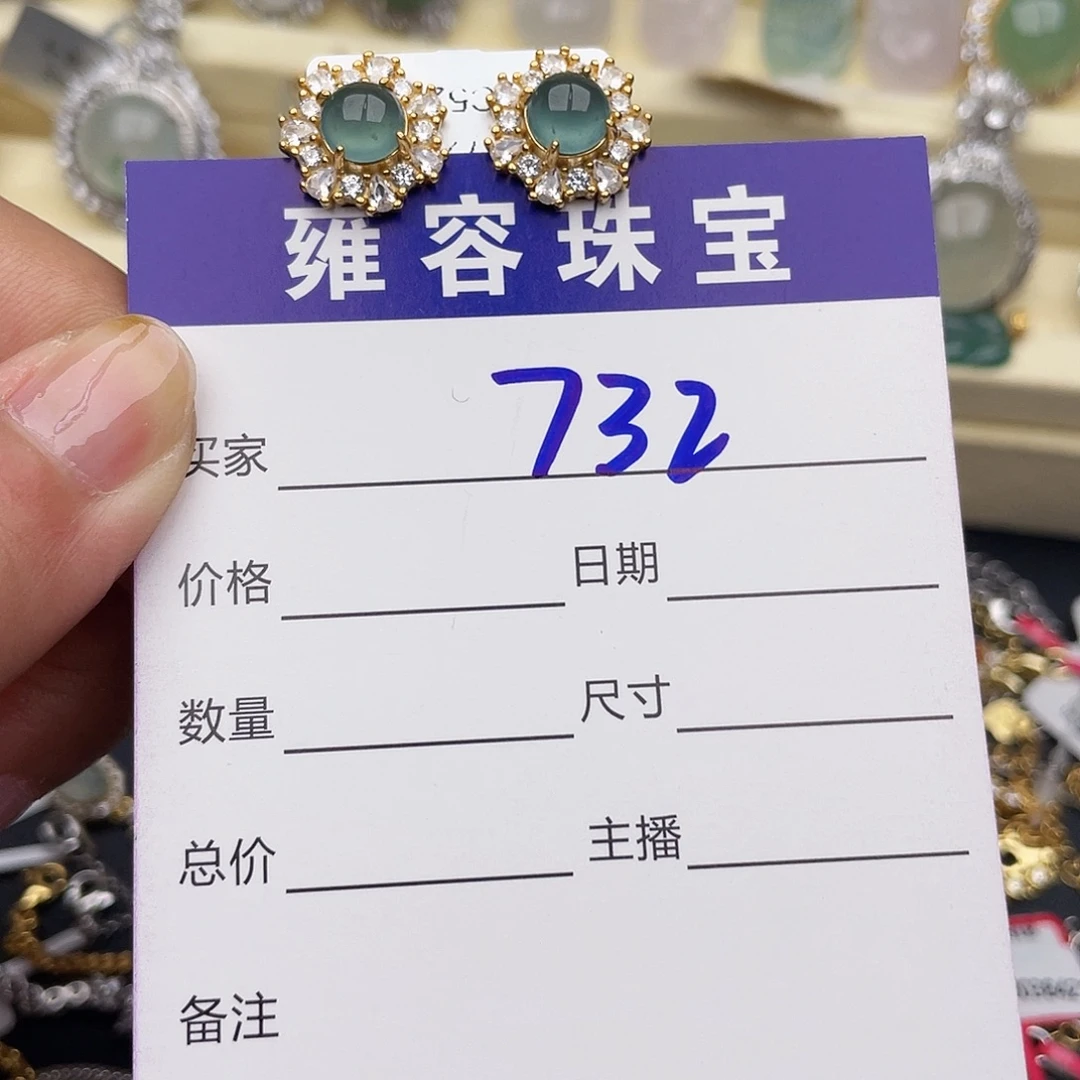 雍容珠宝
买家 732
价格 日期
数量 尺寸
总价 主播
备注